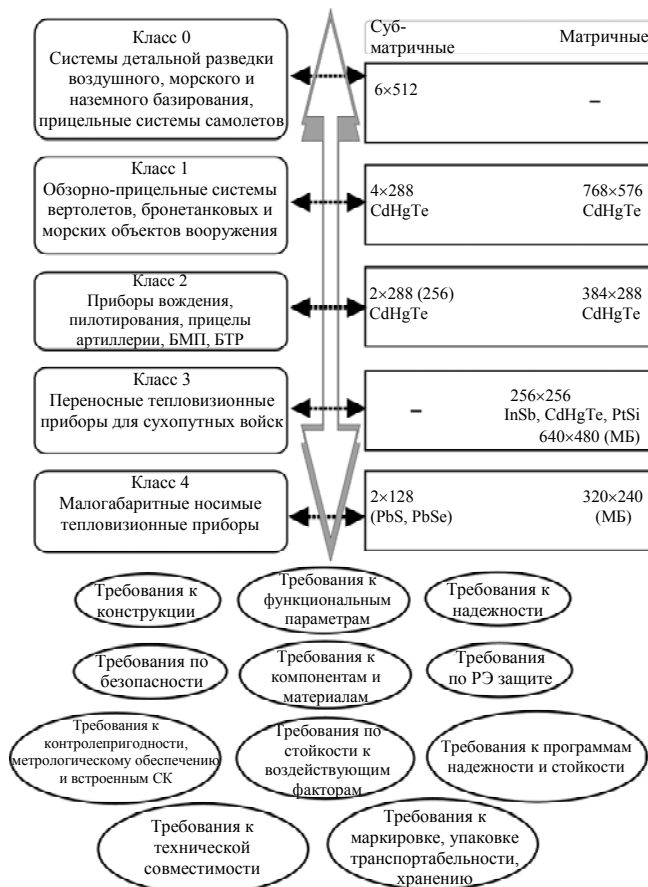 Класс 0
Системы детальной разведки
воздушного, морского и
наземного базирования,
прицельные системы самолетов
Суб-
матричные
Матричные
6×512
–
Класс 1
Обзорно-прицельные системы
вертолетов, бронетанковых и
морских объектов вооружения
4×288
CdHgTe
768×576
CdHgTe
Класс 2
Приборы вождения,
пилотирования, прицелы
артиллерии, БМП, БТР
2×288 (256)
CdHgTe
384×288
CdHgTe
Класс 3
Переносные тепловизионные
приборы для сухопутных войск
–
256×256
InSb, CdHgTe, PtSi
640×480 (МБ)
Класс 4
Малогабаритные носимые
тепловизионные приборы
2×128
(PbS, PbSe)
320×240
(МБ)
Требования к
конструкции
Требования к
функциональным
параметрам
Требования к
надежности
Требования по
безопасности
Требования к
компонентам и
материалам
Требования
по РЭ защите
Требования к
контролепригодности,
метрологическому обеспечению
и встроенным СК
Требования по
стойкости к
воздействующим
факторам
Требования к программам
надежности и стойкости
Требования к
технической
совместимости
Требования к
маркировке, упаковке
транспортабельности,
хранению